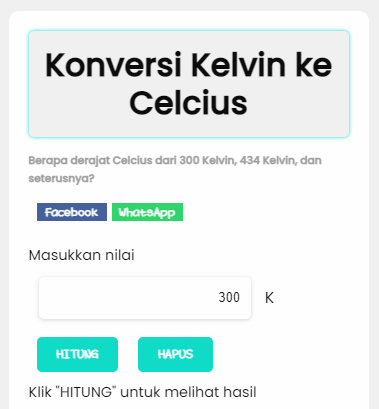 Konversi Kelvin ke
Celcius
Berapa derajat Celcius dari 300 Kelvin, 434 Kelvin, dan
seterusnya?
Facebook WhatsApp
Masukkan nilai
300 K
HITUNG HAPUS
Klik "HITUNG" untuk melihat hasil